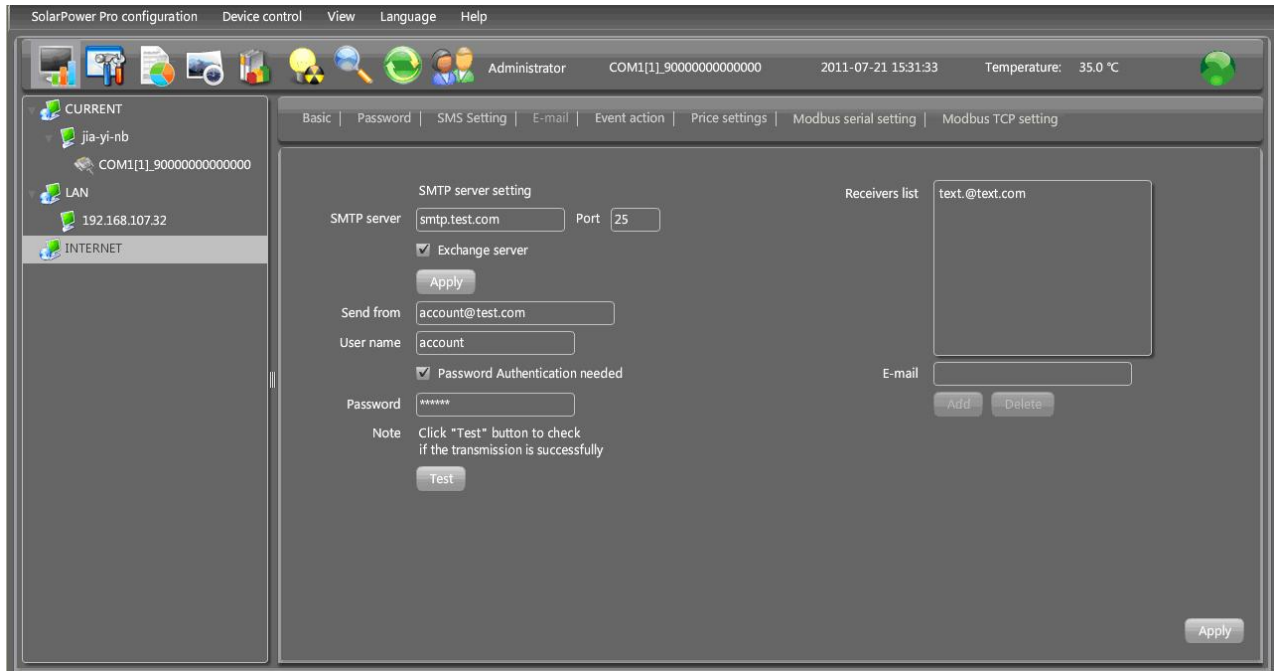 SolarPower Pro configuration Device control View Language Help
Administrator COM1[1]_90000000000000 2011-07-21 15:31:33 Temperature: 35.0 ℃
CURRENT
jia-yi-nb
COM1[1]_90000000000000
LAN
192.168.107.32
INTERNET
Basic | Password | SMS Setting | E-mail | Event action | Price settings | Modbus serial setting | Modbus TCP setting
SMTP server setting
SMTP server smtp.test.com Port 25
Exchange server
Apply
Send from account@test.com
User name account
Password Authentication needed
Password ******
Note Click "Test" button to check
if the transmission is successfully
Test
Receivers list text.@text.com
E-mail
Add Delete
Apply